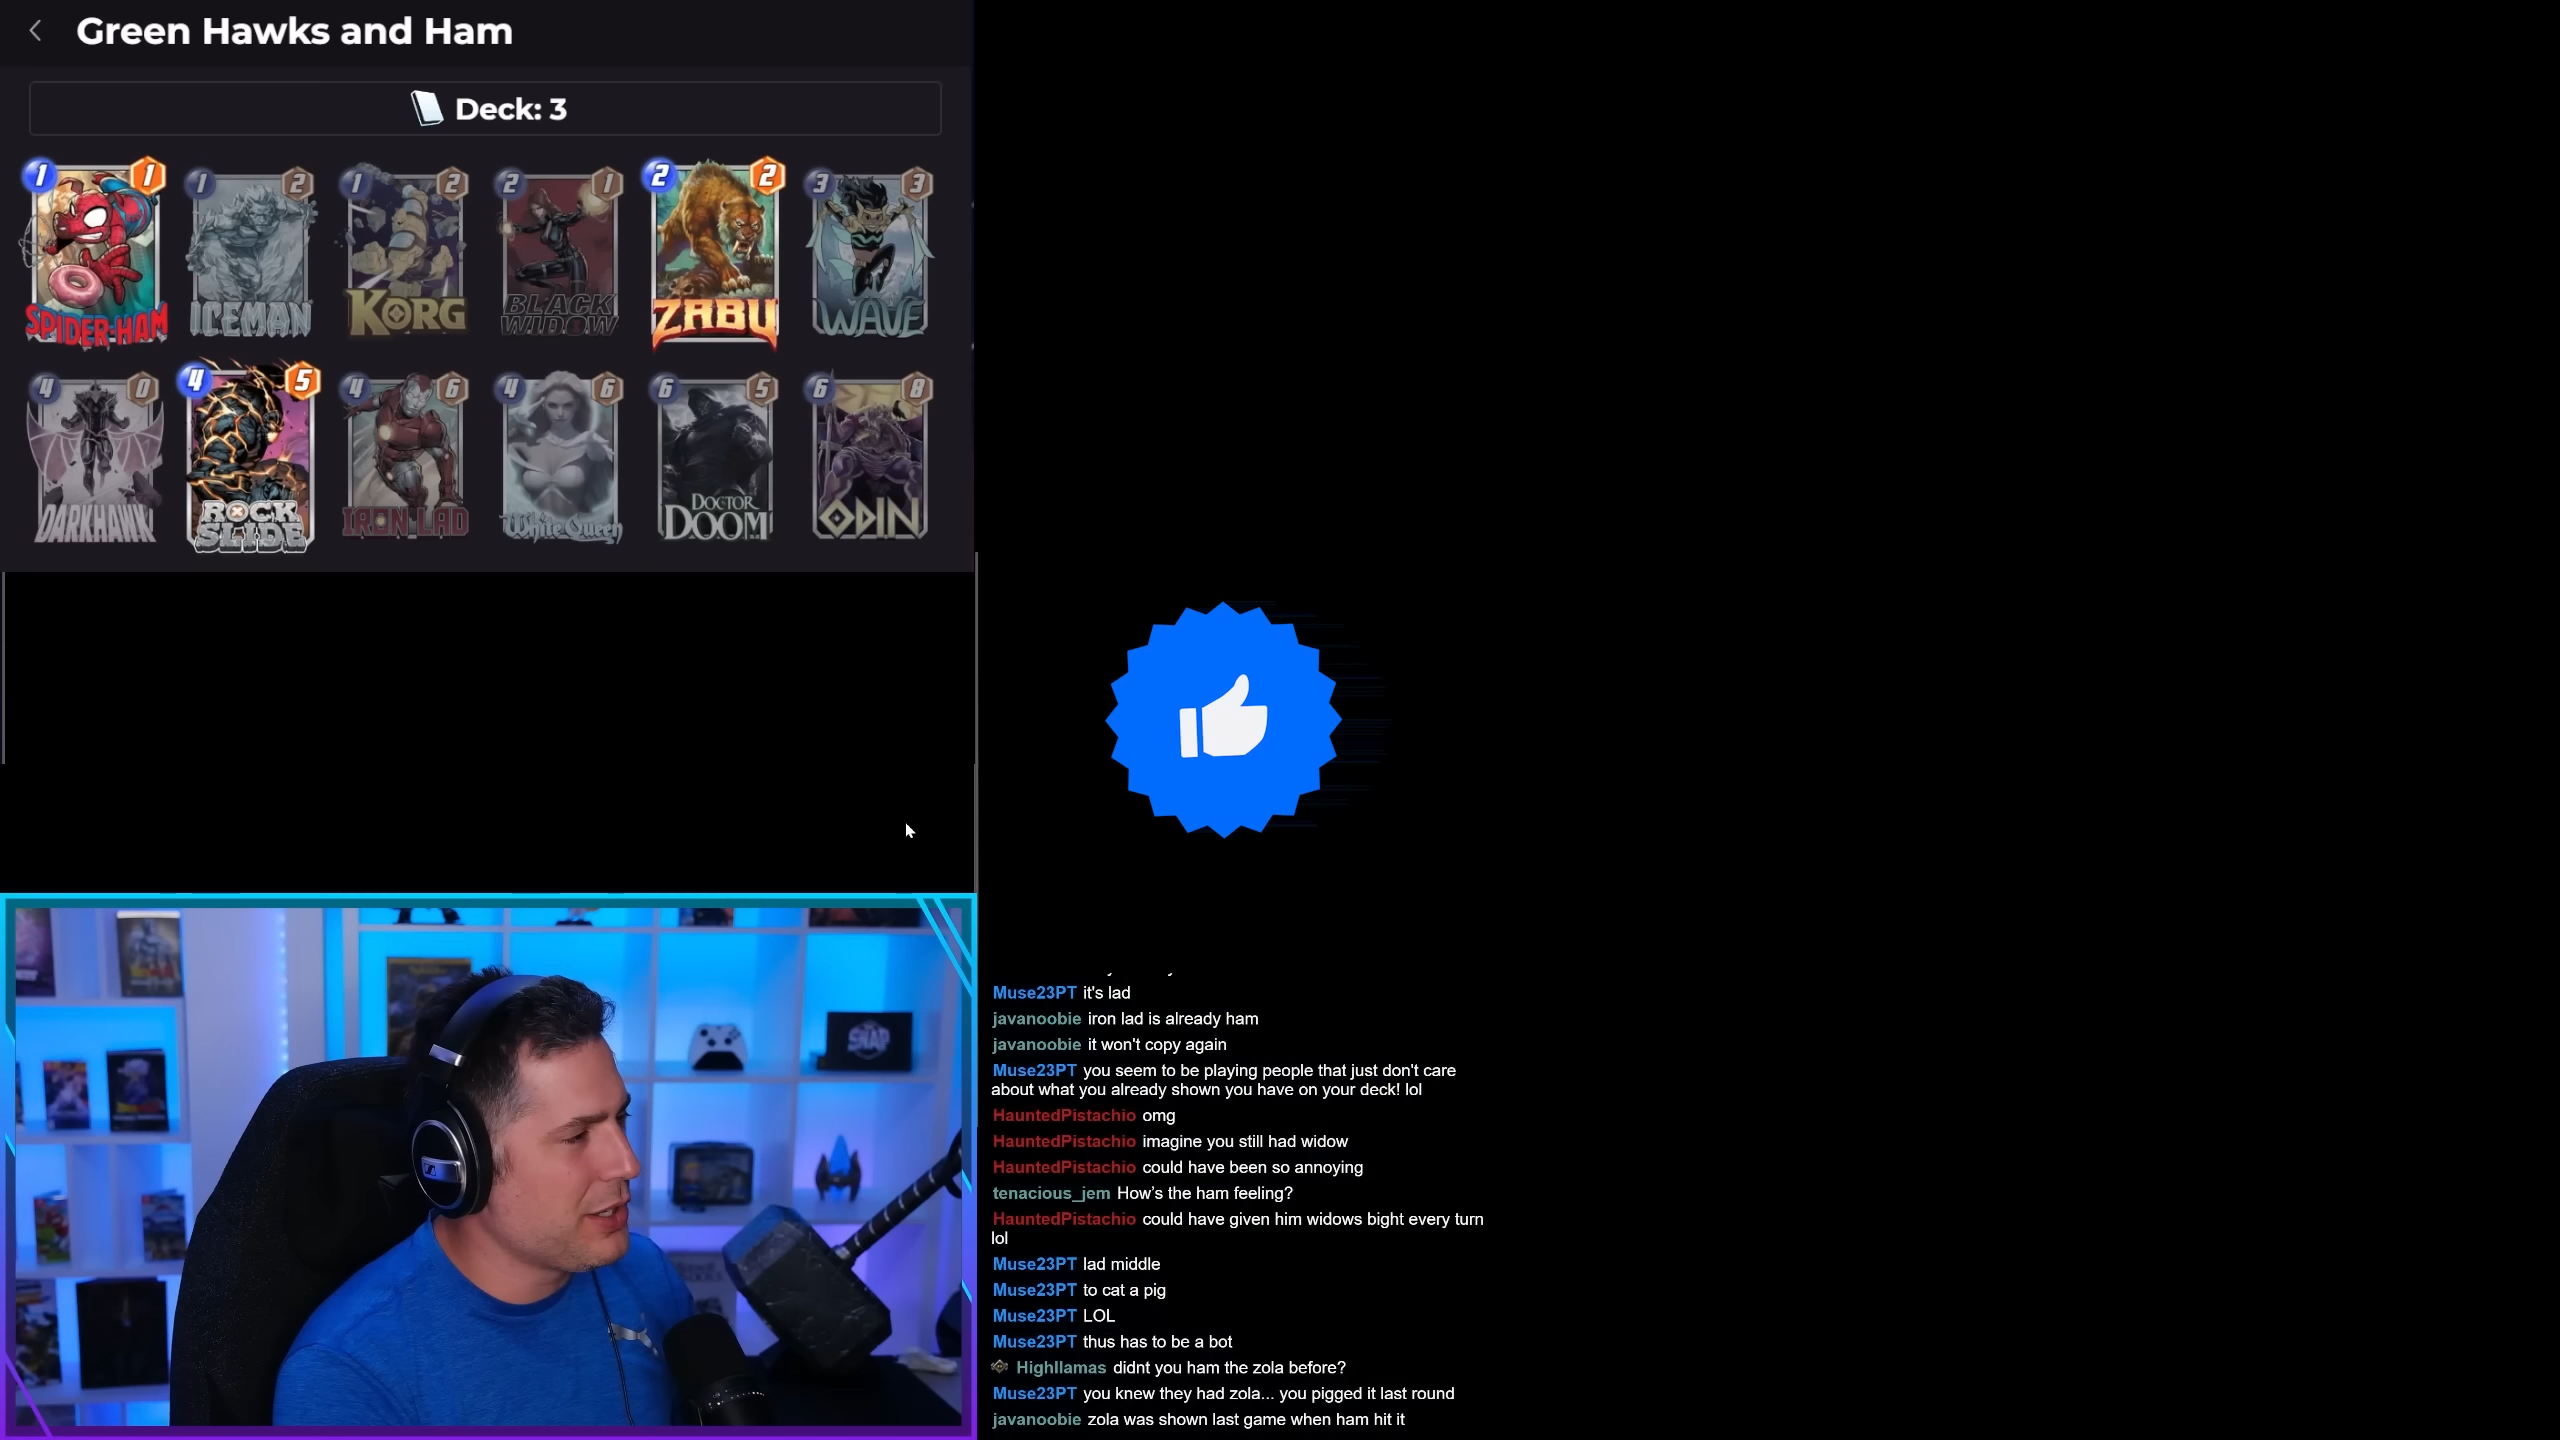 Green Hawks and Ham
Deck: 3
1 1 1 2 1 2 2 1 2 2 3 3
SPIDER-HAM ICEMAN KORG BLACK WIDOW ZABU WAVE
4 0 4 5 4 6 4 6 6 5 6 8
DARKHAWK ROCK SLIDE IRON LAD White Queen DOCTOR DOOM ODIN
SNAP
Muse23PT it's lad
javanoobie iron lad is already ham
javanoobie it won't copy again
Muse23PT you seem to be playing people that just don't care
about what you already shown you have on your deck! lol
HauntedPistachio omg
HauntedPistachio imagine you still had widow
HauntedPistachio could have been so annoying
tenacious_jem How's the ham feeling?
HauntedPistachio could have given him widows bight every turn
lol
Muse23PT lad middle
Muse23PT to cat a pig
Muse23PT LOL
Muse23PT thus has to be a bot
Highllamas didnt you ham the zola before?
Muse23PT you knew they had zola... you pigged it last round
javanoobie zola was shown last game when ham hit it